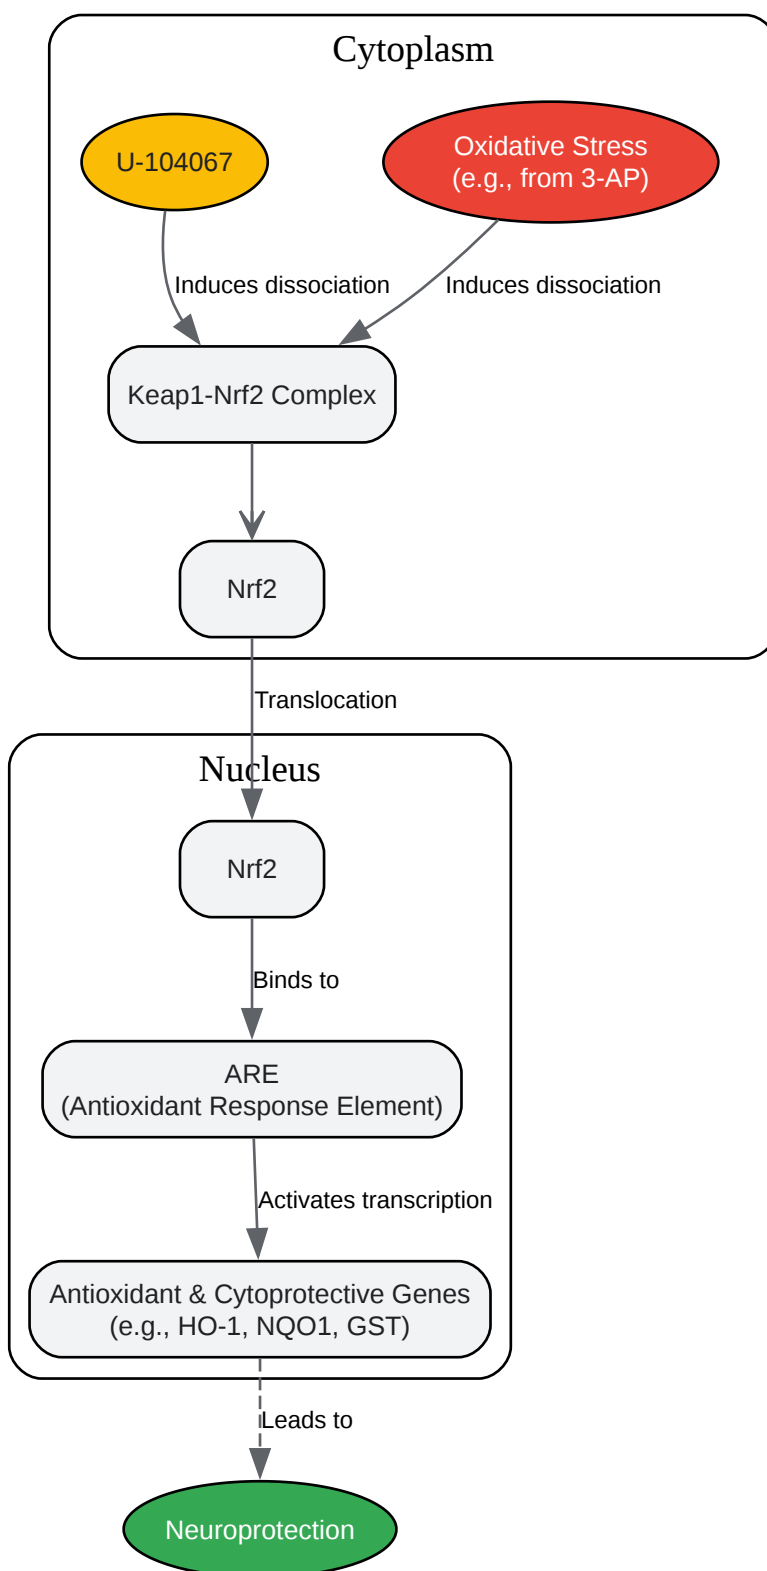 Cytoplasm
U-104067
Oxidative Stress
(e.g., from 3-AP)
Induces dissociation
Induces dissociation
Keap1-Nrf2 Complex
Nrf2
Translocation
Nucleus
Nrf2
Binds to
ARE
(Antioxidant Response Element)
Activates transcription
Antioxidant & Cytoprotective Genes
(e.g., HO-1, NQO1, GST)
Leads to
Neuroprotection